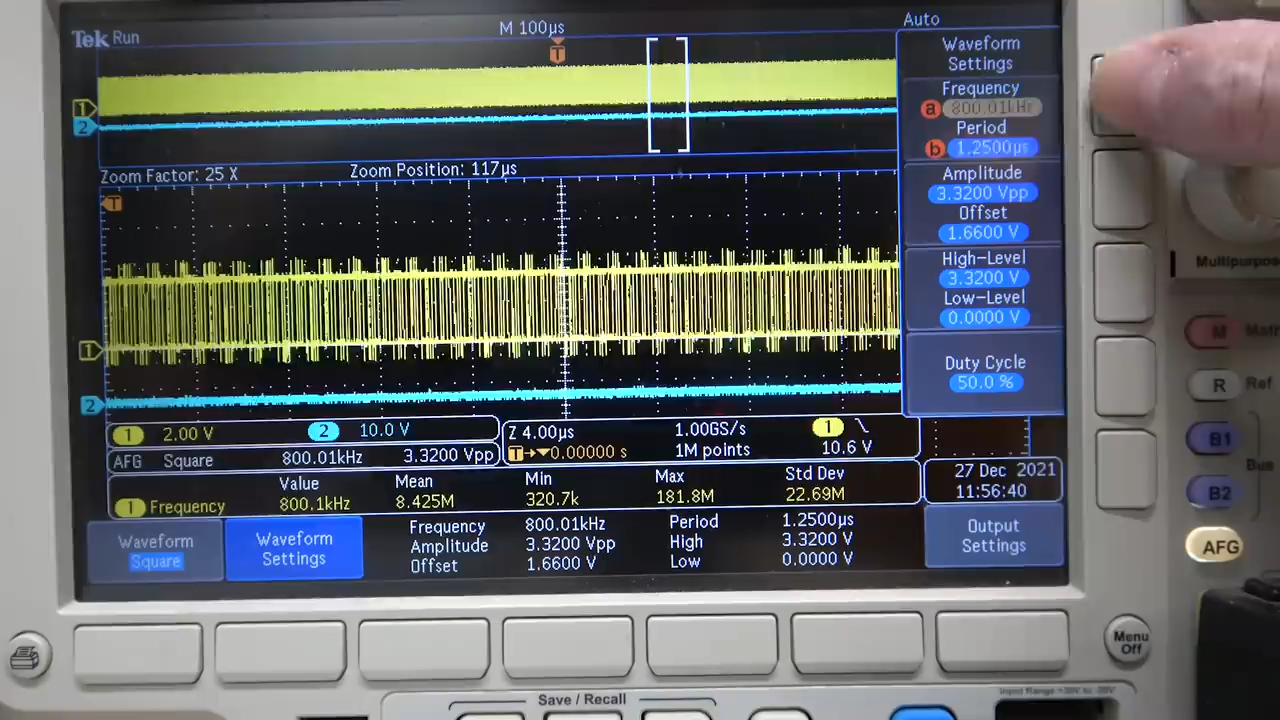 Tek Run
M 100µs
Auto
T
1
2
Zoom Factor: 25 X
Zoom Position: 117µs
T
1
2
Waveform
Settings
Frequency
a 800.01kHz
Period
b 1.2500µs
Amplitude
3.3200 Vpp
Offset
1.6600 V
High-Level
3.3200 V
Low-Level
0.0000 V
Duty Cycle
50.0 %
1 2.00 V 2 10.0 V
AFG Square 800.01kHz 3.3200 Vpp
Z 4.00µs 1.00GS/s 1
T→▼0.00000 s 1M points 10.6 V
Value Mean Min Max Std Dev
1 Frequency 800.1kHz 8.425M 320.7k 181.8M 22.69M
27 Dec 2021
11:56:40
Waveform
Square
Waveform
Settings
Frequency 800.01kHz Period 1.2500µs
Amplitude 3.3200 Vpp High 3.3200 V
Offset 1.6600 V Low 0.0000 V
Output
Settings
Multipurpose
M
R Ref
B1
Bus
B2
AFG
Menu
Off
Save / Recall